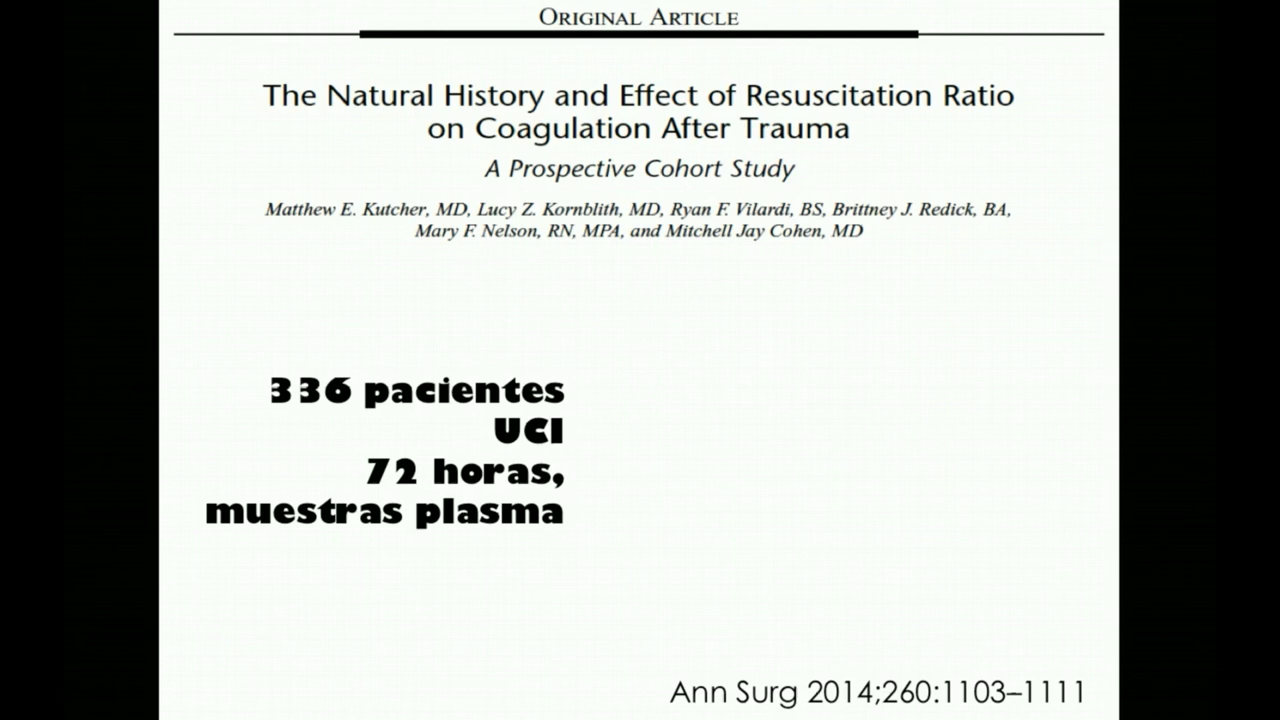 ORIGINAL ARTICLE
The Natural History and Effect of Resuscitation Ratio
on Coagulation After Trauma
A Prospective Cohort Study
Matthew E. Kutcher, MD, Lucy Z. Kornblith, MD, Ryan F. Vilardi, BS, Brittney J. Redick, BA,
Mary F. Nelson, RN, MPA, and Mitchell Jay Cohen, MD
336 pacientes
UCI
72 horas,
muestras plasma
Ann Surg 2014;260:1103–1111